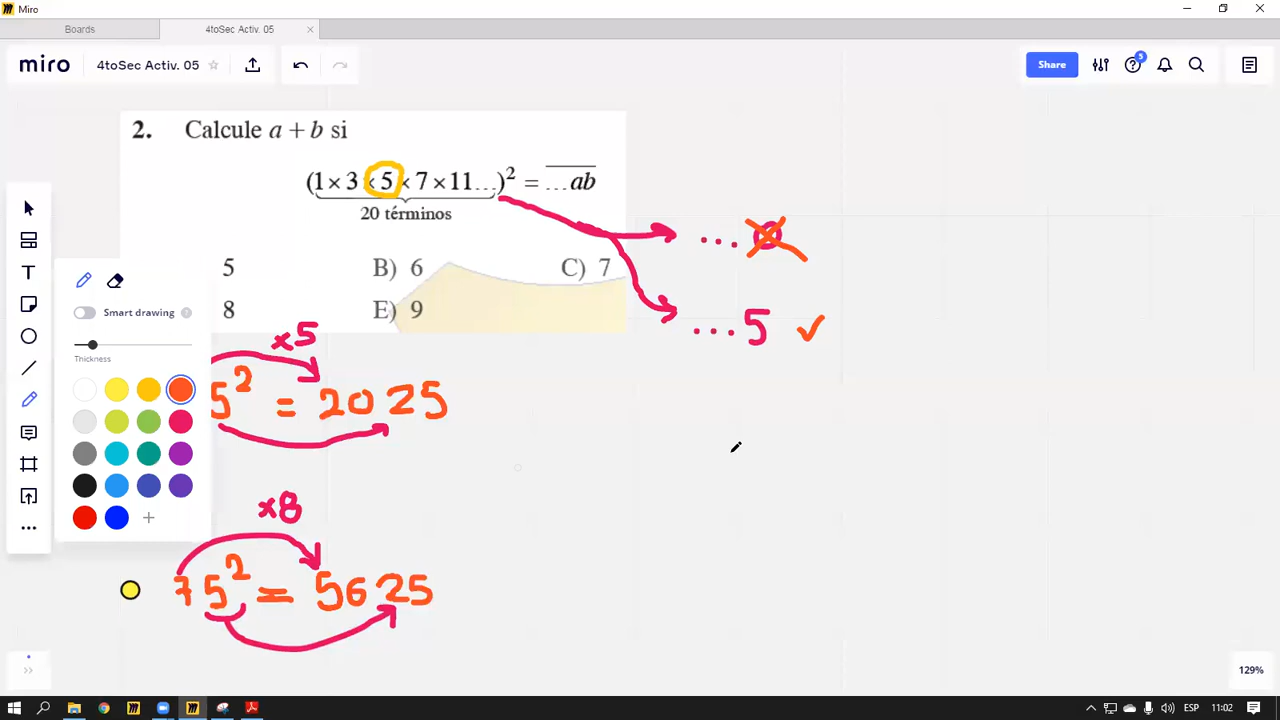 Miro
Boards
4toSec Activ. 05
miro
4toSec Activ. 05
Share
5
2. Calcule a + b si
(1 × 3 × 5 × 7 × 11...)² = ...ab
20 términos
... 0
5
B) 6
C) 7
8
E) 9
... 5 ✓
Smart drawing
Thickness
×5
5² = 2025
×8
75² = 5625
129%
ESP
11:02